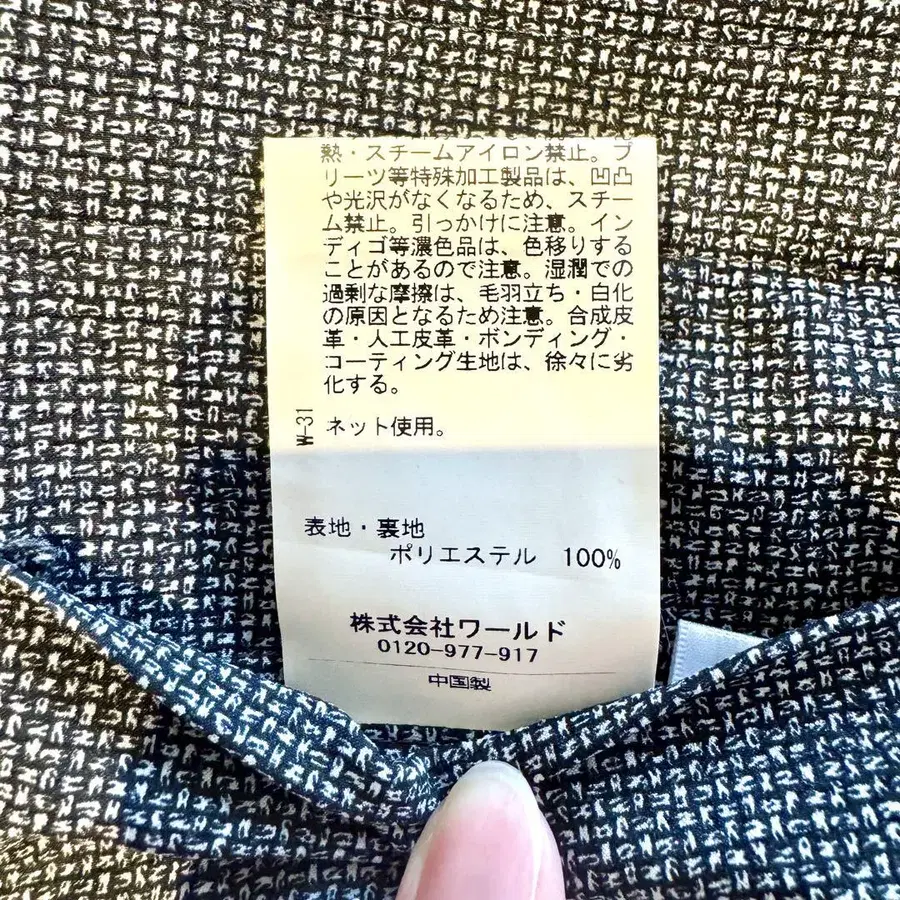 熱・スチームアイロン禁止。プ
リーツ等特殊加工製品は、凹凸
や光沢がなくなるため、スチー
ム禁止。引っかけに注意。イン
ディゴ等濃色品は、色移りする
ことがあるので注意。湿潤での
過剰な摩擦は、毛羽立ち・白化
の原因となるため注意。合成皮
革・人工皮革・ボンディング・
コーティング生地は、徐々に劣
化する。
W-31
ネット使用。
表地・裏地
ポリエステル 100%
株式会社ワールド
0120-977-917
中国製